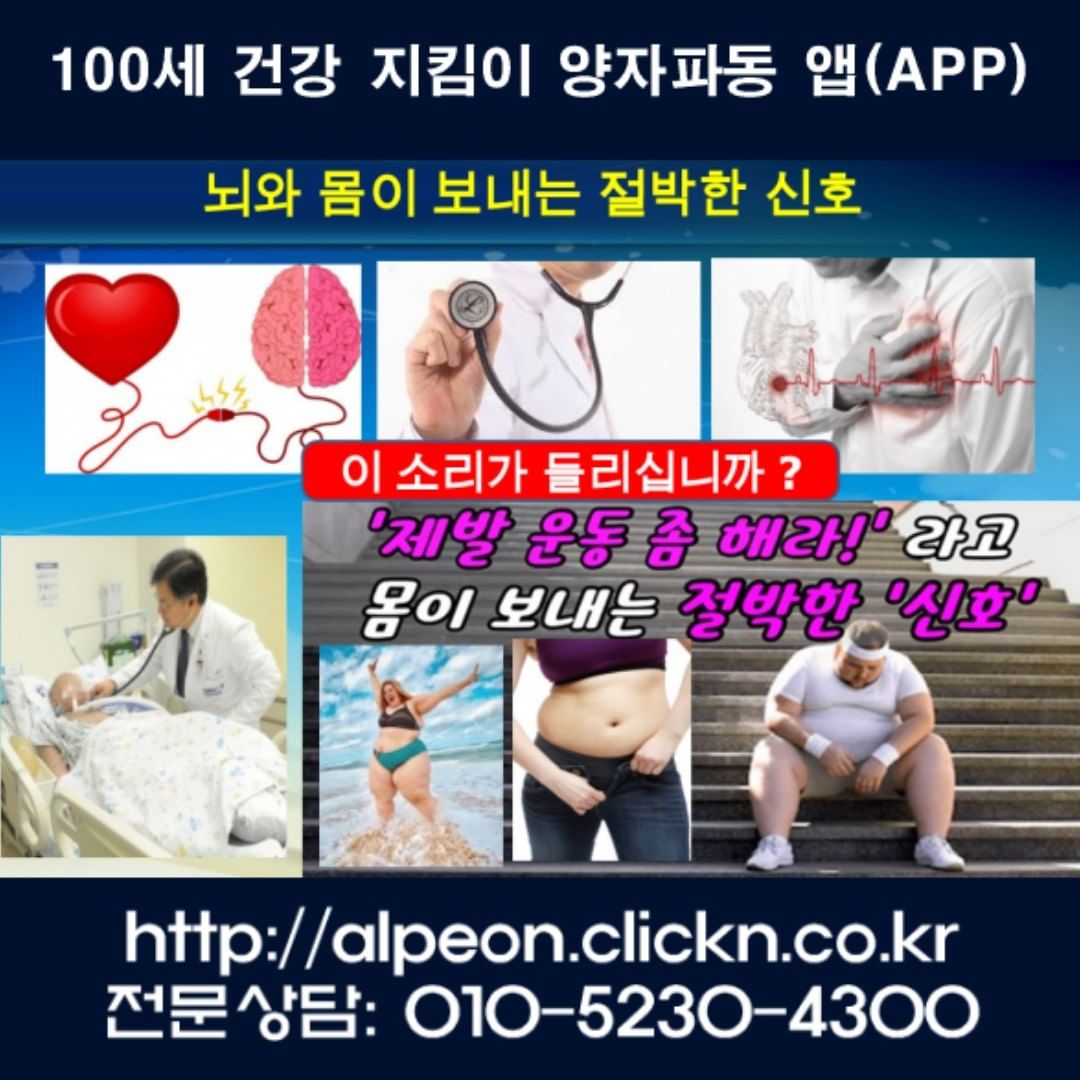 100세 건강 지킴이 양자파동 앱(APP)
뇌와 몸이 보내는 절박한 신호
이 소리가 들리십니까 ?
'제발 운동 좀 해라!' 라고
몸이 보내는 절박한 '신호'
http://alpeon.clickn.co.kr
전문상담: 010-5230-4300